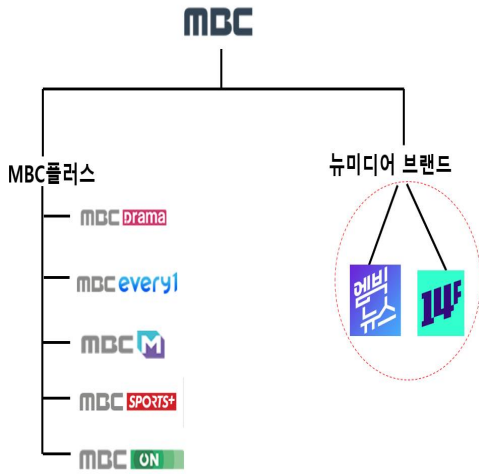 MBC
MBC플러스
뉴미디어 브랜드
MBC Drama
MBC every1
MBC M
MBC SPORTS+
MBC ON
엠빅
뉴스
14F